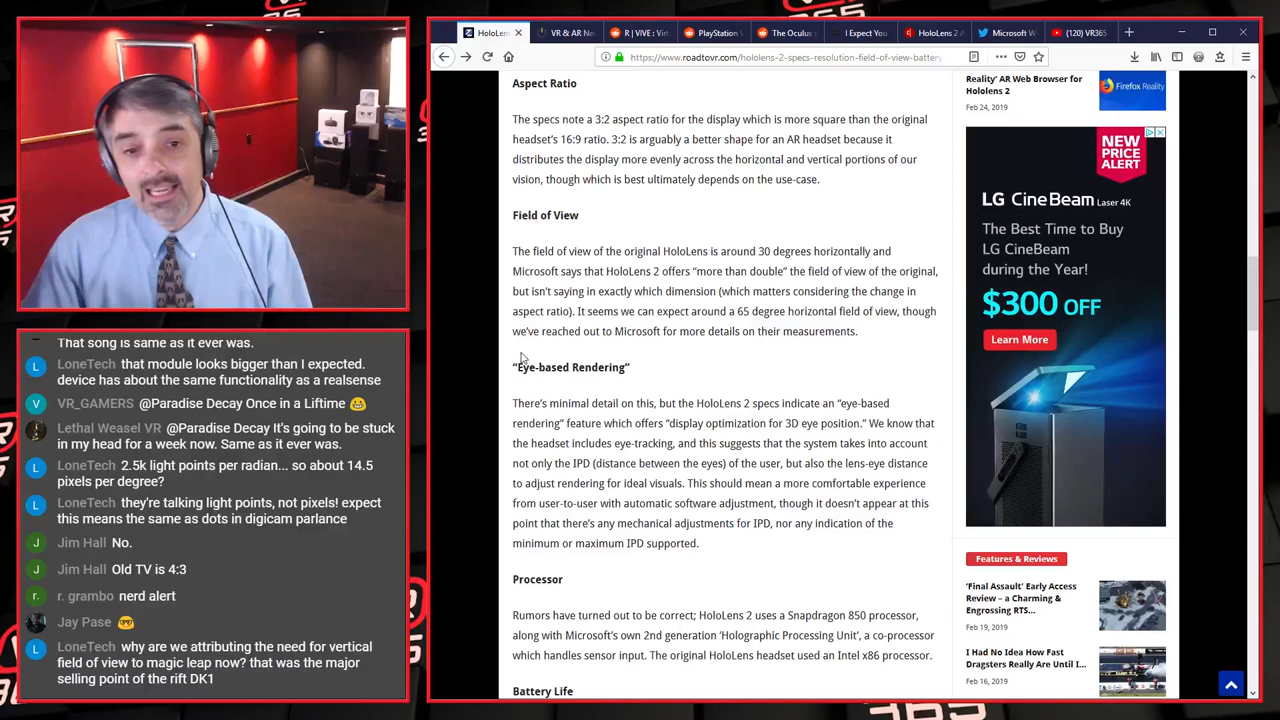 HoloLen
VR & AR Ne
R | VIVE : Virt
PlayStation V
The Oculus s
I Expect You
HoloLens 2 A
Microsoft W
(120) VR365
https://www.roadtovr.com/hololens-2-specs-resolution-field-of-view-battery
Aspect Ratio
The specs note a 3:2 aspect ratio for the display which is more square than the original
headset's 16:9 ratio. 3:2 is arguably a better shape for an AR headset because it
distributes the display more evenly across the horizontal and vertical portions of our
vision, though which is best ultimately depends on the use-case.
Field of View
The field of view of the original HoloLens is around 30 degrees horizontally and
Microsoft says that HoloLens 2 offers “more than double” the field of view of the original,
but isn’t saying in exactly which dimension (which matters considering the change in
aspect ratio). It seems we can expect around a 65 degree horizontal field of view, though
we’ve reached out to Microsoft for more details on their measurements.
“Eye-based Rendering”
There’s minimal detail on this, but the HoloLens 2 specs indicate an “eye-based
rendering” feature which offers “display optimization for 3D eye position.” We know that
the headset includes eye-tracking, and this suggests that the system takes into account
not only the IPD (distance between the eyes) of the user, but also the lens-eye distance
to adjust rendering for ideal visuals. This should mean a more comfortable experience
from user-to-user with automatic software adjustment, though it doesn’t appear at this
point that there’s any mechanical adjustments for IPD, nor any indication of the
minimum or maximum IPD supported.
Processor
Rumors have turned out to be correct; HoloLens 2 uses a Snapdragon 850 processor,
along with Microsoft’s own 2nd generation ‘Holographic Processing Unit’, a co-processor
which handles sensor input. The original HoloLens headset used an Intel x86 processor.
Battery Life
Reality’ AR Web Browser for
Hololens 2
Feb 24, 2019
Firefox Reality
NEW
PRICE
ALERT
LG CineBeam Laser 4K
The Best Time to Buy
LG CineBeam
during the Year!
$300 OFF
Learn More
Features & Reviews
‘Final Assault’ Early Access
Review – a Charming &
Engrossing RTS...
Feb 19, 2019
I Had No Idea How Fast
Dragsters Really Are Until I...
Feb 16, 2019
That song is same as it ever was.
L LoneTech that module looks bigger than I expected.
device has about the same functionality as a realsense
V VR_GAMERS @Paradise Decay Once in a Liftime
Lethal Weasel VR @Paradise Decay It's going to be stuck
in my head for a week now. Same as it ever was.
L LoneTech 2.5k light points per radian... so about 14.5
pixels per degree?
L LoneTech they're talking light points, not pixels! expect
this means the same as dots in digicam parlance
J Jim Hall No.
J Jim Hall Old TV is 4:3
r. r. grambo nerd alert
Jay Pase
L LoneTech why are we attributing the need for vertical
field of view to magic leap now? that was the major
selling point of the rift DK1